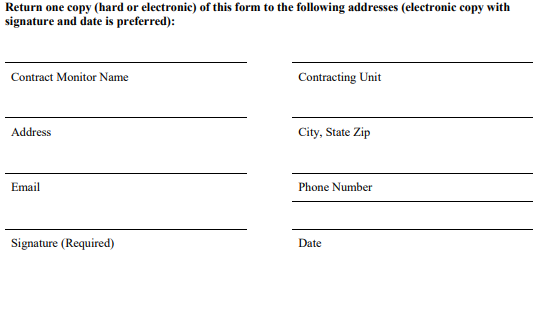 Return one copy (hard or electronic) of this form to the following addresses (electronic copy with
signature and date is preferred):
Contract Monitor Name
Contracting Unit
Address
City, State Zip
Email
Phone Number
Signature (Required)
Date